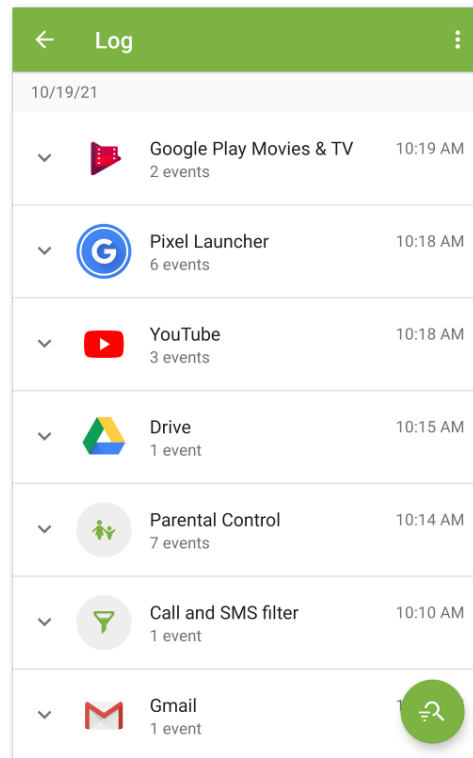 Log
10/19/21
Google Play Movies & TV 10:19 AM
2 events
Pixel Launcher 10:18 AM
6 events
YouTube 10:18 AM
3 events
Drive 10:15 AM
1 event
Parental Control 10:14 AM
7 events
Call and SMS filter 10:10 AM
1 event
Gmail
1 event